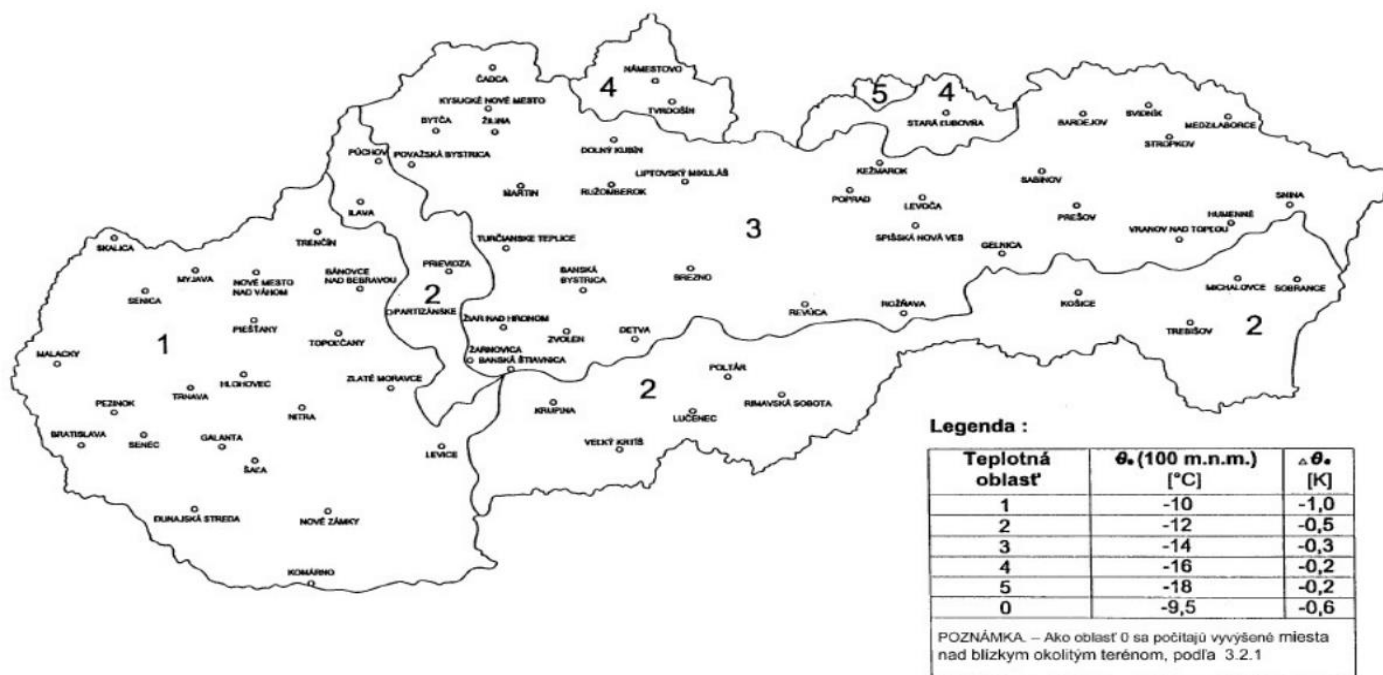 ČADCA
NÁMESTOVO
4
KYSUCKÉ NOVÉ MESTO
TVRDOŠÍN
5
4
BYTČA
ŽILINA
STARÁ ĽUBOVŇA
BARDEJOV
SVIDNÍK
MEDZILABORCE
STROPKOV
PÚCHOV
POVAŽSKÁ BYSTRICA
DOLNÝ KUBÍN
LIPTOVSKÝ MIKULÁŠ
KEŽMAROK
SABINOV
MARTIN
RUŽOMBEROK
POPRAD
LEVOČA
PREŠOV
SNINA
ILAVA
3
HUMENNÉ
TRENČÍN
SPIŠSKÁ NOVÁ VES
VRANOV NAD TOPĽOU
SKALICA
TURČIANSKE TEPLICE
GELNICA
MYJAVA
NOVÉ MESTO
NAD VÁHOM
BÁNOVCE
NAD BEBRAVOU
PRIEVIDZA
BANSKÁ
BYSTRICA
BREZNO
MICHALOVCE
SOBRANCE
SENICA
2
KOŠICE
PARTIZÁNSKE
REVÚCA
ROŽŇAVA
PIEŠŤANY
ŽIAR NAD HRONOM
TREBIŠOV
2
1
TOPOĽČANY
ZVOLEN
DETVA
MALACKY
ŽARNOVICA
BANSKÁ ŠTIAVNICA
HLOHOVEC
ZLATÉ MORAVCE
POLTÁR
TRNAVA
2
RIMAVSKÁ SOBOTA
PEZINOK
NITRA
KRUPINA
LUČENEC
BRATISLAVA
SENEC
GALANTA
LEVICE
VEĽKÝ KRTÍŠ
ŠAĽA
DUNAJSKÁ STREDA
NOVÉ ZÁMKY
KOMÁRNO
Legenda :
Teplotná oblasť θe (100 m.n.m.) [°C] △ θe [K]
1 -10 -1,0
2 -12 -0,5
3 -14 -0,3
4 -16 -0,2
5 -18 -0,2
0 -9,5 -0,6
POZNÁMKA. – Ako oblasť 0 sa počítajú vyvýšené miesta
nad blízkym okolitým terénom, podľa 3.2.1